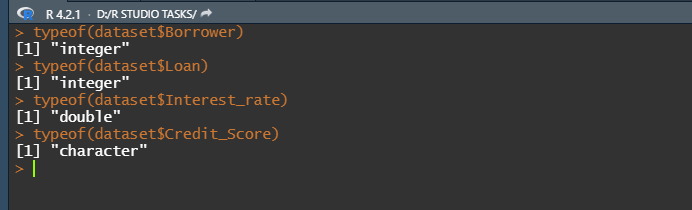 R 4.2.1 · D:/R STUDIO TASKS/
> typeof(dataset$Borrower)
[1] "integer"
> typeof(dataset$Loan)
[1] "integer"
> typeof(dataset$Interest_rate)
[1] "double"
> typeof(dataset$Credit_Score)
[1] "character"
>